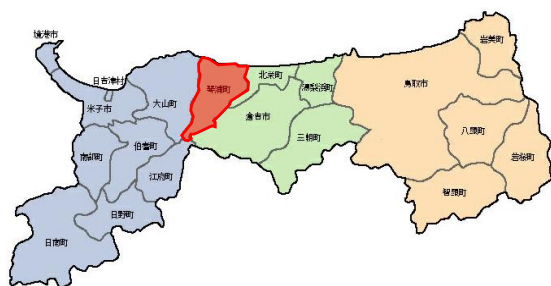 境港市
岩美町
日吉津村
北栄町
湯梨浜町
鳥取市
琴浦町
米子市
大山町
倉吉市
八頭町
三朝町
伯耆町
南部町
若桜町
江府町
智頭町
日野町
日南町